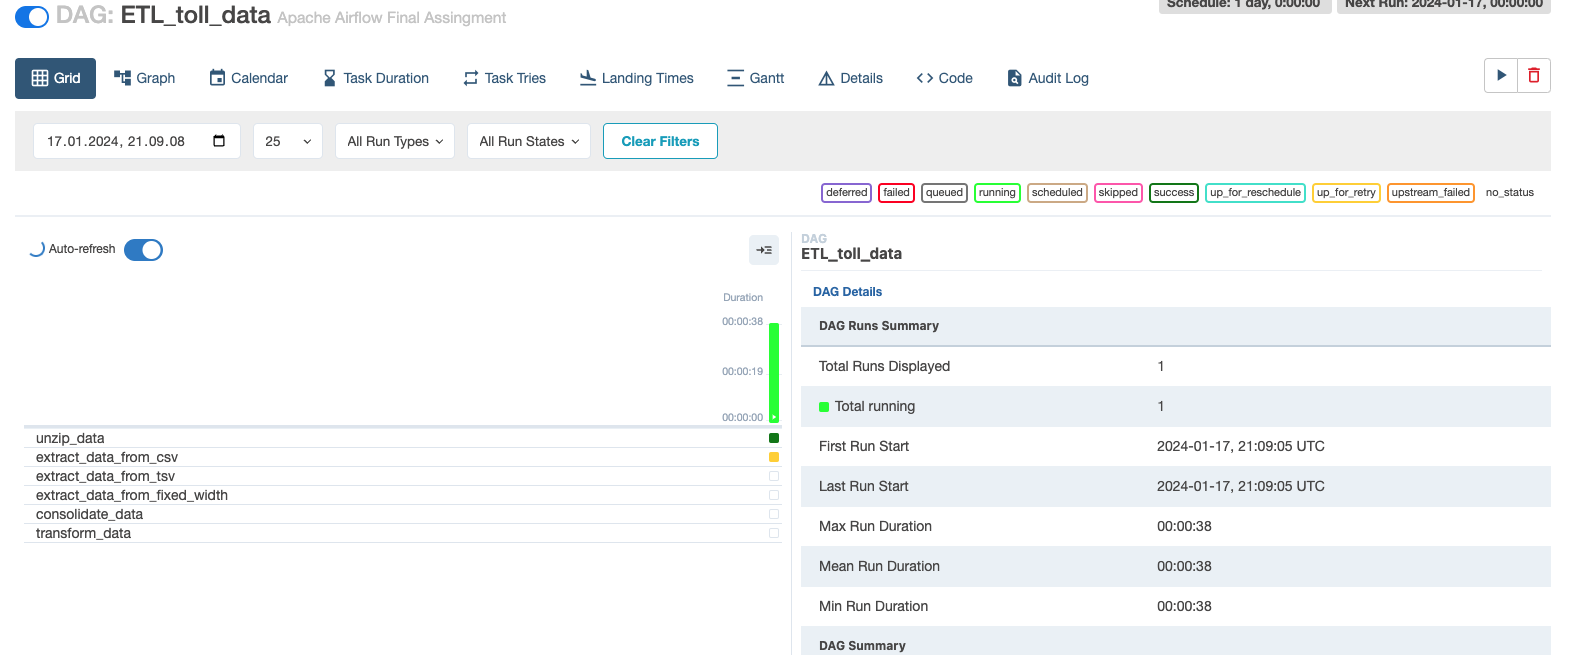 DAG: ETL_toll_data Apache Airflow Final Assingment
Schedule: 1 day, 0:00:00
Next Run: 2024-01-17, 00:00:00
Grid
Graph
Calendar
Task Duration
Task Tries
Landing Times
Gantt
Details
Code
Audit Log
17.01.2024, 21.09.08
25
All Run Types
All Run States
Clear Filters
deferred
failed
queued
running
scheduled
skipped
success
up_for_reschedule
up_for_retry
upstream_failed
no_status
Auto-refresh
Duration
00:00:38
00:00:19
00:00:00
unzip_data
extract_data_from_csv
extract_data_from_tsv
extract_data_from_fixed_width
consolidate_data
transform_data
DAG
ETL_toll_data
DAG Details
DAG Runs Summary
Total Runs Displayed 1
Total running 1
First Run Start 2024-01-17, 21:09:05 UTC
Last Run Start 2024-01-17, 21:09:05 UTC
Max Run Duration 00:00:38
Mean Run Duration 00:00:38
Min Run Duration 00:00:38
DAG Summary